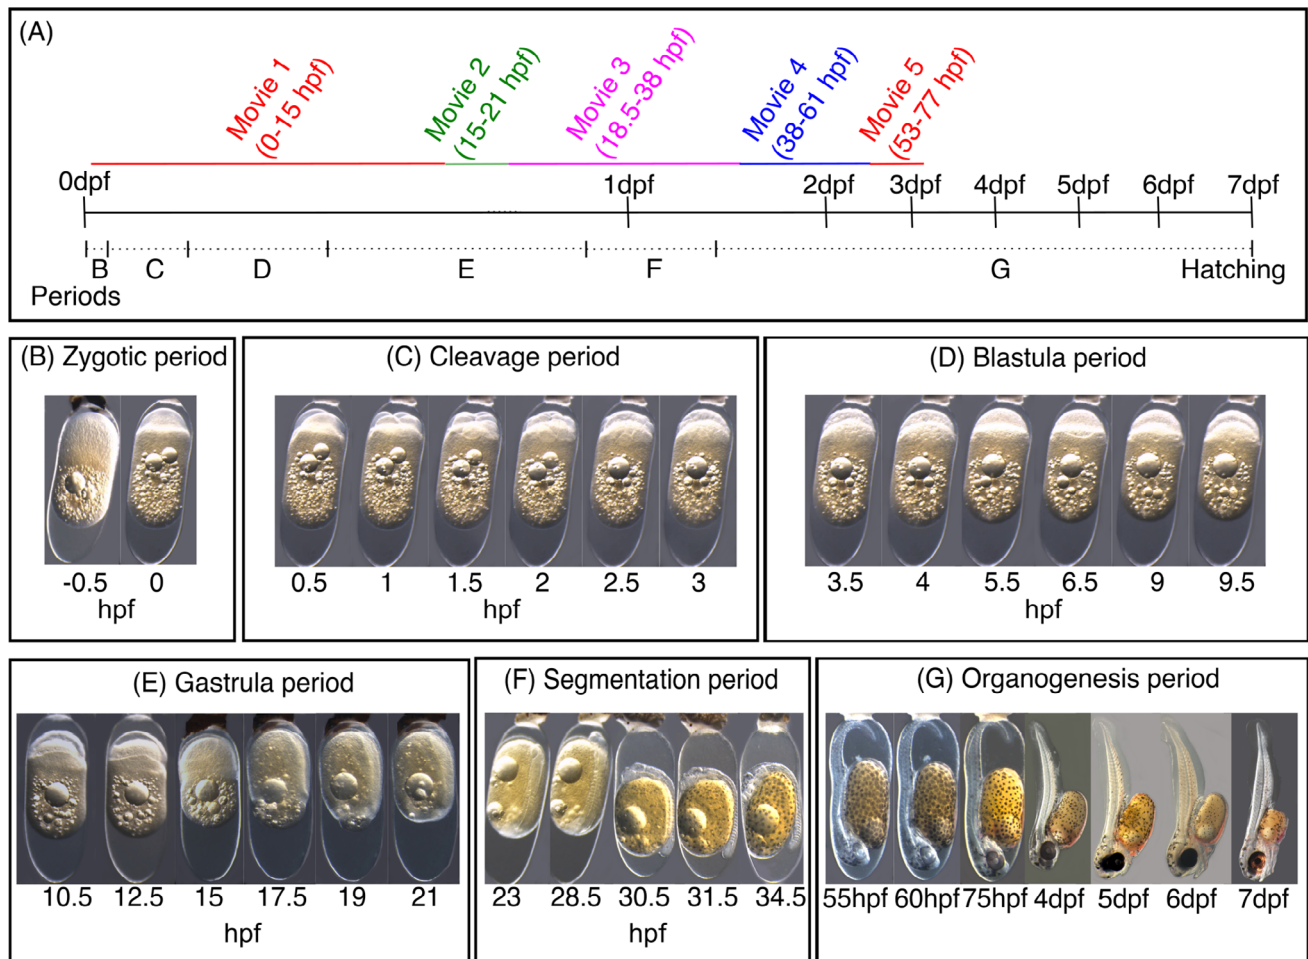 (A)
Movie 1
(0-15 hpf)
Movie 2
(15-21 hpf)
Movie 3
(18.5-38 hpf)
Movie 4
(38-61 hpf)
Movie 5
(53-77 hpf)
0dpf 1dpf 2dpf 3dpf 4dpf 5dpf 6dpf 7dpf
B C D E F G Hatching
Periods
(B) Zygotic period
-0.5 0
hpf
(C) Cleavage period
0.5 1 1.5 2 2.5 3
hpf
(D) Blastula period
3.5 4 5.5 6.5 9 9.5
hpf
(E) Gastrula period
10.5 12.5 15 17.5 19 21
hpf
(F) Segmentation period
23 28.5 30.5 31.5 34.5
hpf
(G) Organogenesis period
55hpf 60hpf 75hpf 4dpf 5dpf 6dpf 7dpf